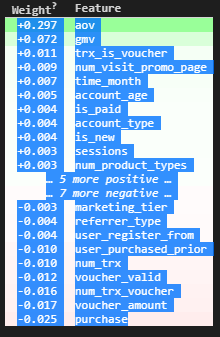 Weight? Feature
+0.297 aov
+0.072 gmv
+0.011 trx_is_voucher
+0.009 num_visit_promo_page
+0.007 time_month
+0.005 account_age
+0.004 is_paid
+0.004 account_type
+0.004 is_new
+0.003 sessions
+0.003 num_product_types
… 5 more positive …
… 7 more negative …
-0.003 marketing_tier
-0.004 referrer_type
-0.004 user_register_from
-0.010 user_purchased_prior
-0.010 num_trx
-0.012 voucher_valid
-0.016 num_trx_voucher
-0.017 voucher_amount
-0.025 purchase